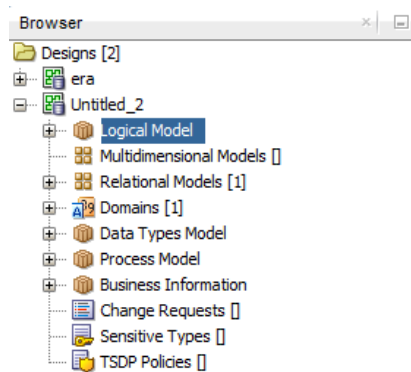 Browser
Designs [2]
era
Untitled_2
Logical Model
Multidimensional Models []
Relational Models [1]
Domains [1]
Data Types Model
Process Model
Business Information
Change Requests []
Sensitive Types []
TSDP Policies []